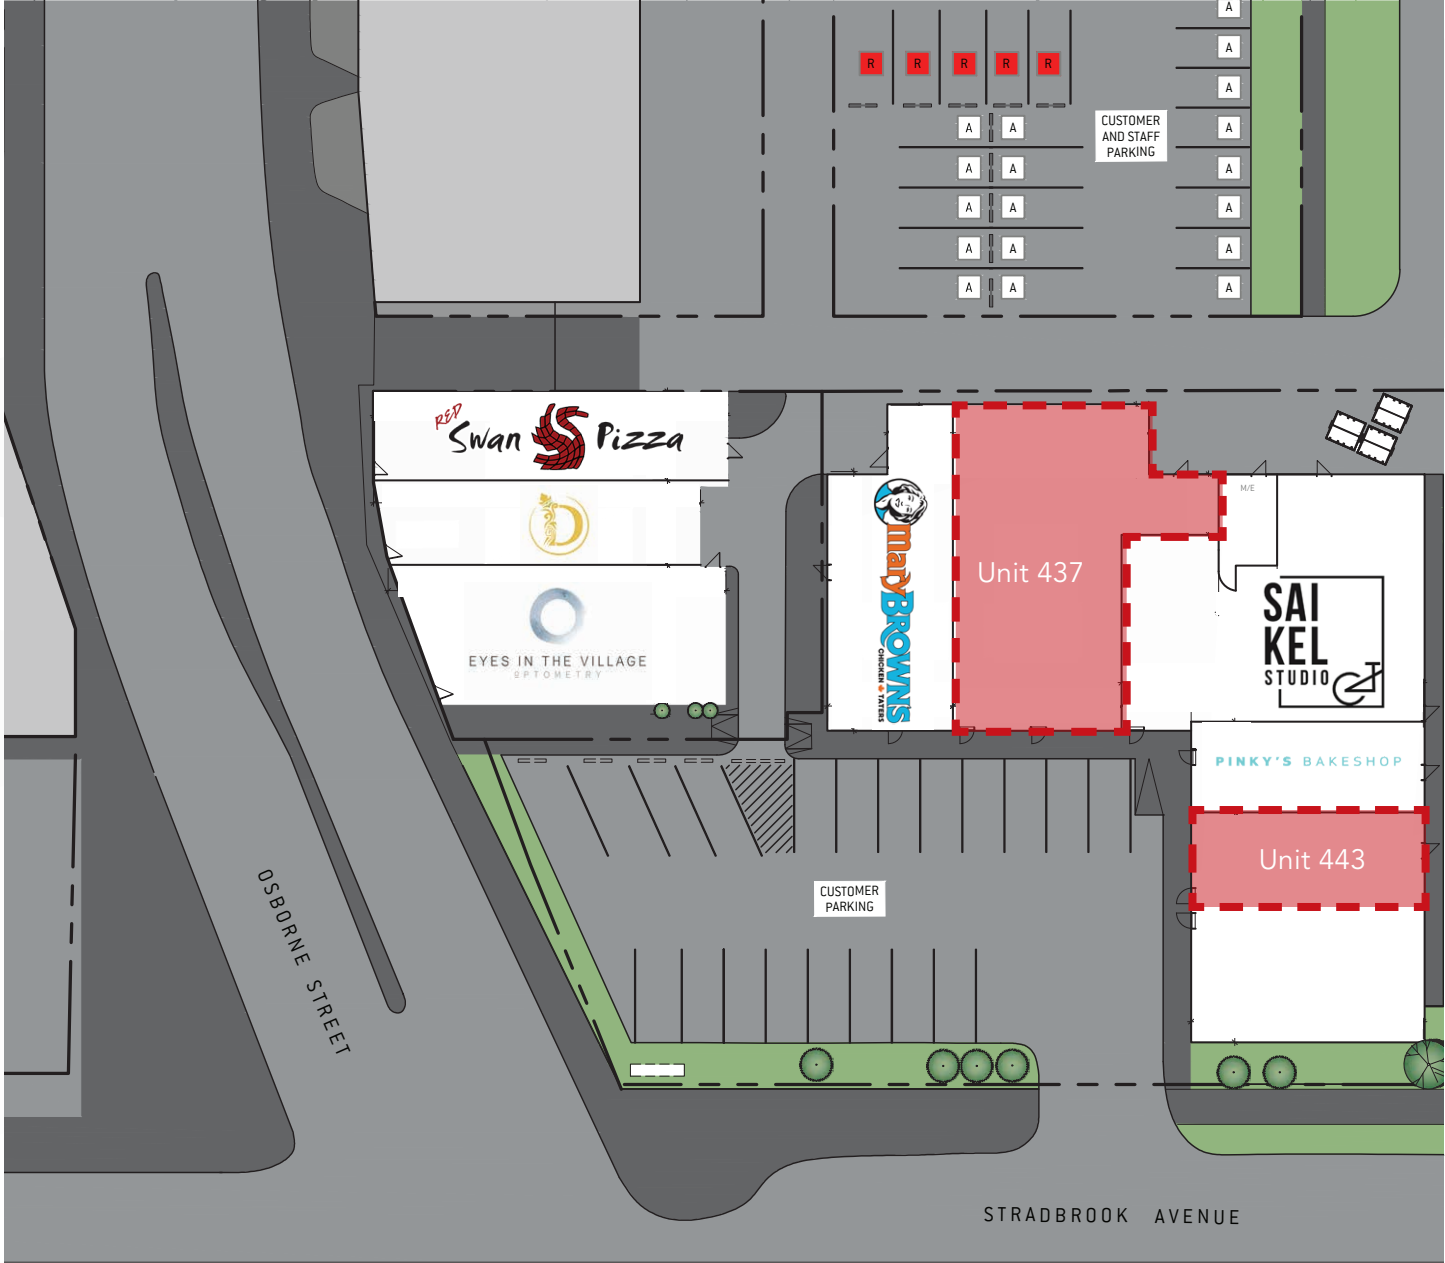 A
R R R R R
A
A
A A
CUSTOMER
AND STAFF
PARKING
A
A A
A
A A
A
A A
A
A A
A
RED
Swan Pizza
D
EYES IN THE VILLAGE
OPTOMETRY
mary BROWNS
CHICKEN TATERS
Unit 437
M/E
SAI
KEL
STUDIO
PINKY'S BAKESHOP
Unit 443
CUSTOMER
PARKING
OSBORNE STREET
STRADBROOK AVENUE